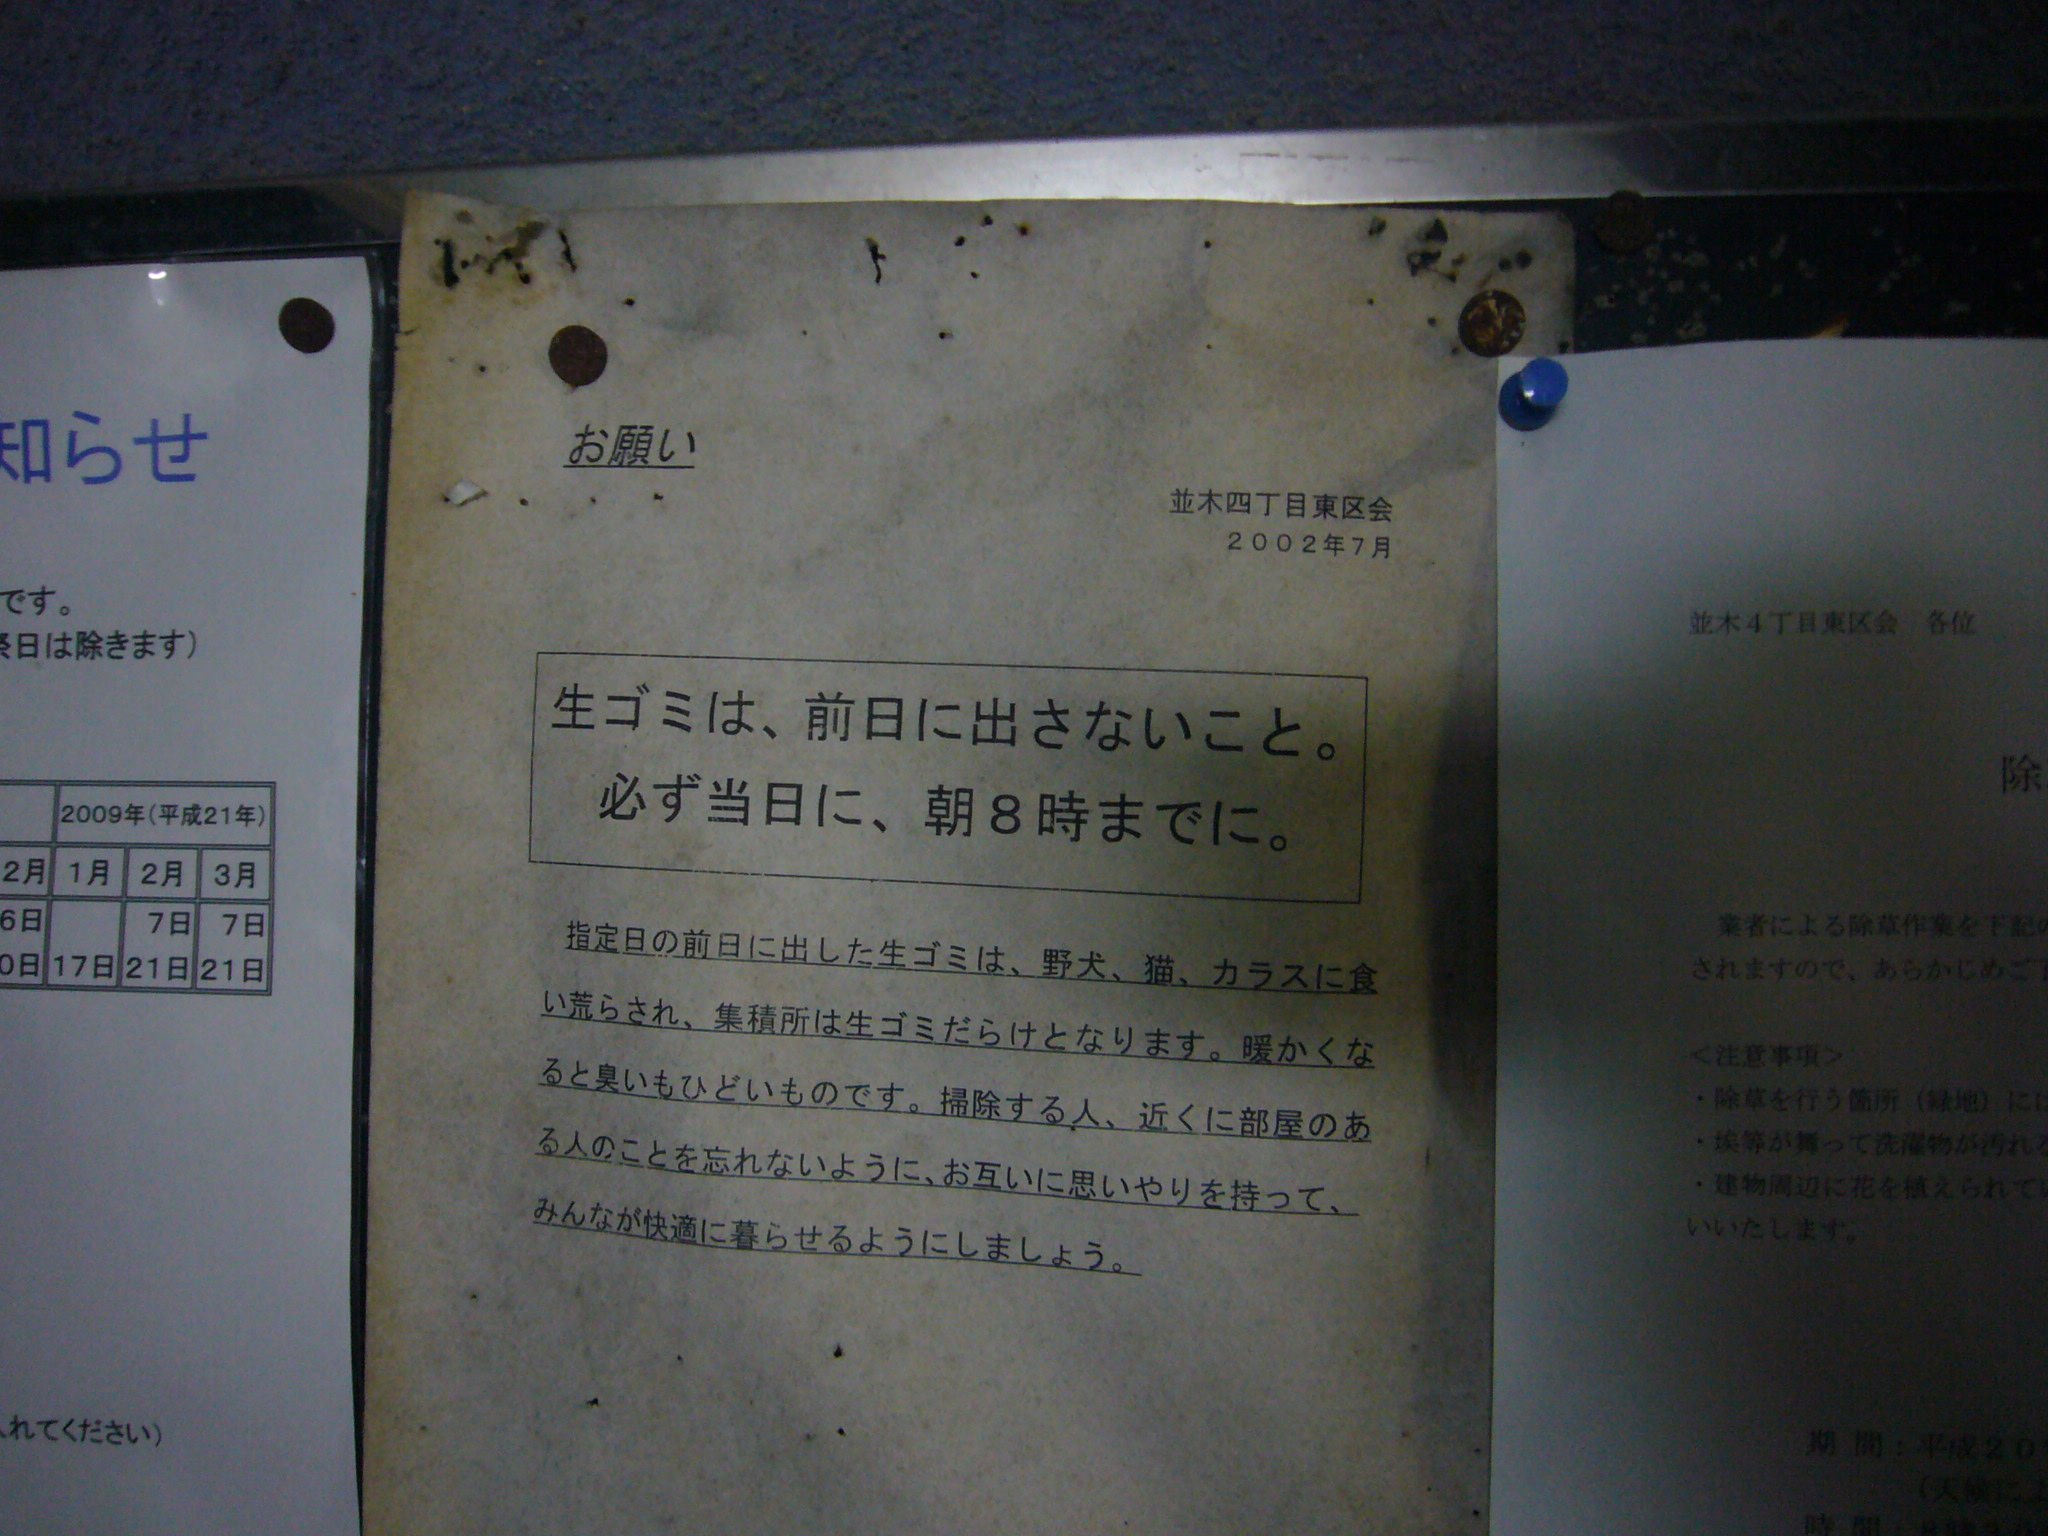 知らせ
です。
祭日は除きます）
2009年（平成21年）
2月 1月 2月 3月
6日 7日 7日
0日 17日 21日 21日
れてください）
お願い
並木四丁目東区会
２００２年７月
生ゴミは、前日に出さないこと。
必ず当日に、朝８時までに。
指定日の前日に出した生ゴミは、野犬、猫、カラスに食
い荒らされ、集積所は生ゴミだらけとなります。暖かくな
ると臭いもひどいものです。掃除する人、近くに部屋のあ
る人のことを忘れないように、お互いに思いやりを持って、
みんなが快適に暮らせるようにしましょう。
並木４丁目東区会　各位
除
業者による除草作業を下記の
されますので、あらかじめご了
＜注意事項＞
・除草を行う箇所（緑地）には
・埃等が舞って洗濯物が汚れる
・建物周辺に花を植えられてい
いいたします。
期 間：平成２０
（天候によ
時 間：